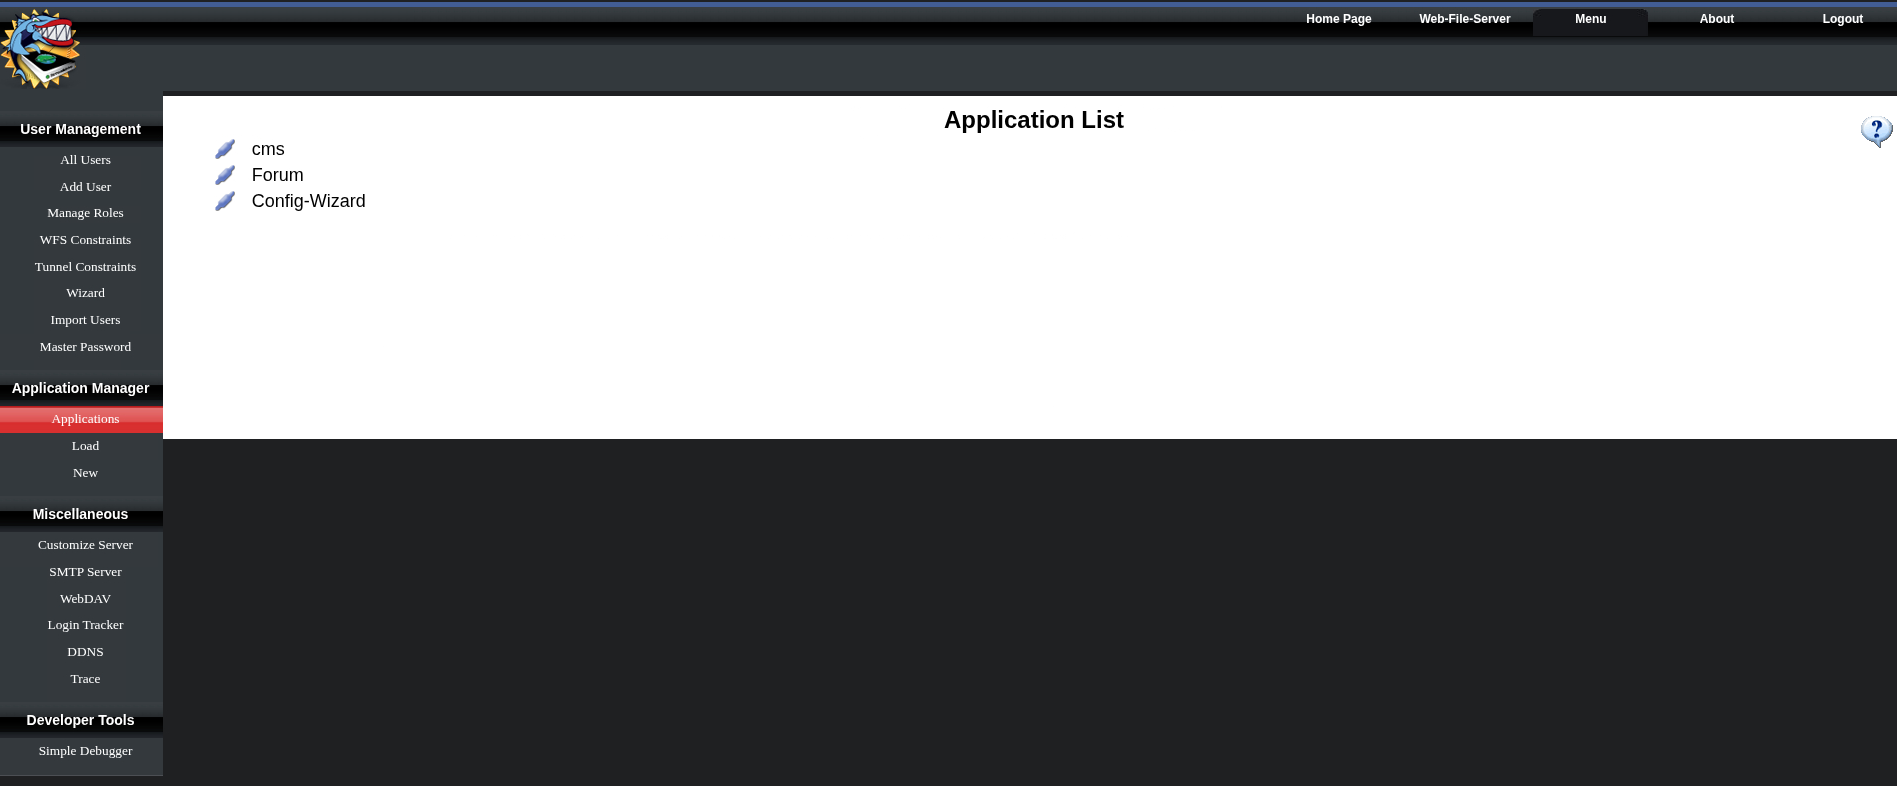 Home Page
Web-File-Server
Menu
About
Logout
User Management
All Users
Add User
Manage Roles
WFS Constraints
Tunnel Constraints
Wizard
Import Users
Master Password
Application Manager
Applications
Load
New
Miscellaneous
Customize Server
SMTP Server
WebDAV
Login Tracker
DDNS
Trace
Developer Tools
Simple Debugger
Application List
cms
Forum
Config-Wizard